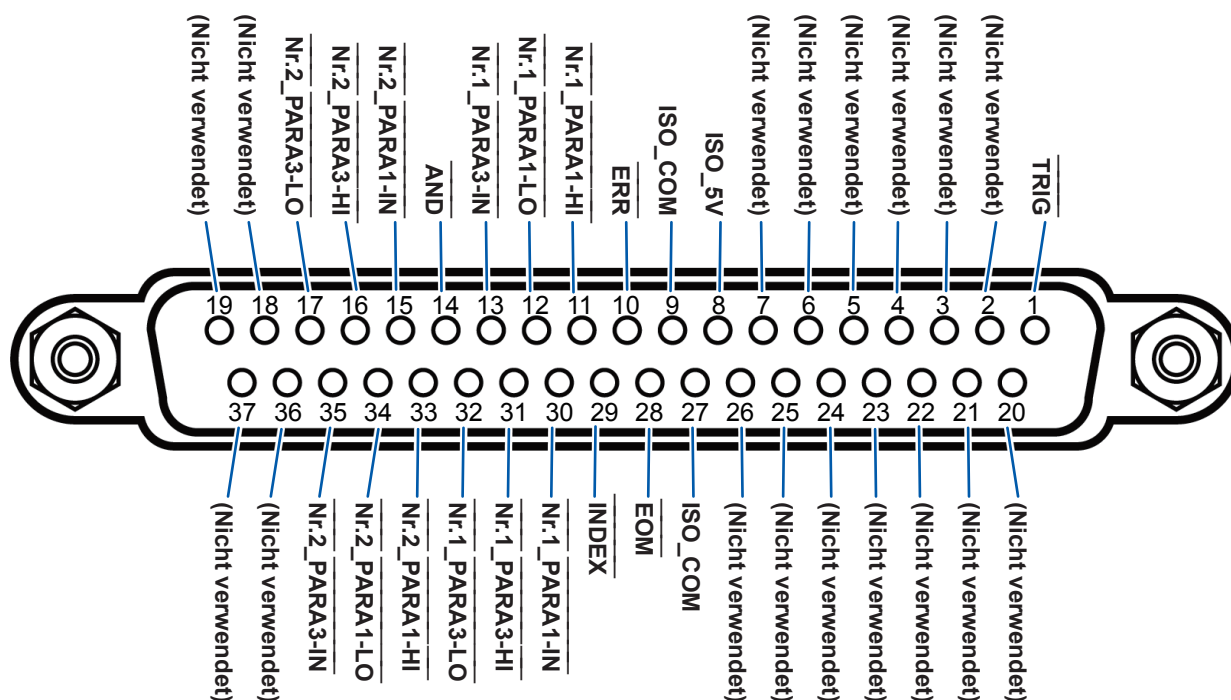 (Nicht verwendet)
(Nicht verwendet)
Nr.2_PARA3-LO
Nr.2_PARA3-HI
Nr.2_PARA1-IN
AND
Nr.1_PARA3-IN
Nr.1_PARA1-LO
Nr.1_PARA1-HI
ERR
ISO_COM
ISO_5V
(Nicht verwendet)
(Nicht verwendet)
(Nicht verwendet)
(Nicht verwendet)
(Nicht verwendet)
(Nicht verwendet)
TRIG
19 18 17 16 15 14 13 12 11 10 9 8 7 6 5 4 3 2 1
37 36 35 34 33 32 31 30 29 28 27 26 25 24 23 22 21 20
(Nicht verwendet)
(Nicht verwendet)
Nr.2_PARA3-IN
Nr.2_PARA1-LO
Nr.2_PARA1-HI
Nr.1_PARA3-LO
Nr.1_PARA3-HI
Nr.1_PARA1-IN
INDEX
EOM
ISO_COM
(Nicht verwendet)
(Nicht verwendet)
(Nicht verwendet)
(Nicht verwendet)
(Nicht verwendet)
(Nicht verwendet)
(Nicht verwendet)